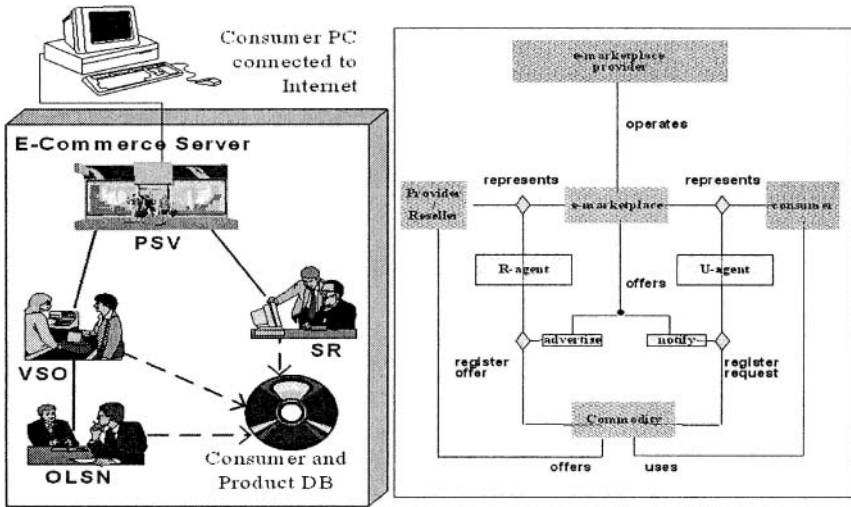 Consumer PC
connected to
Internet
E-Commerce Server
PSV
VSO
SR
OLSN
Consumer and
Product DB
e-marketplace
provider
operates
represents
represents
Provider
/
Reseller
e-marketplace
consumer
R-agent
U-agent
offers
advertise
notify
register
offer
register
request
Commodity
offers
uses